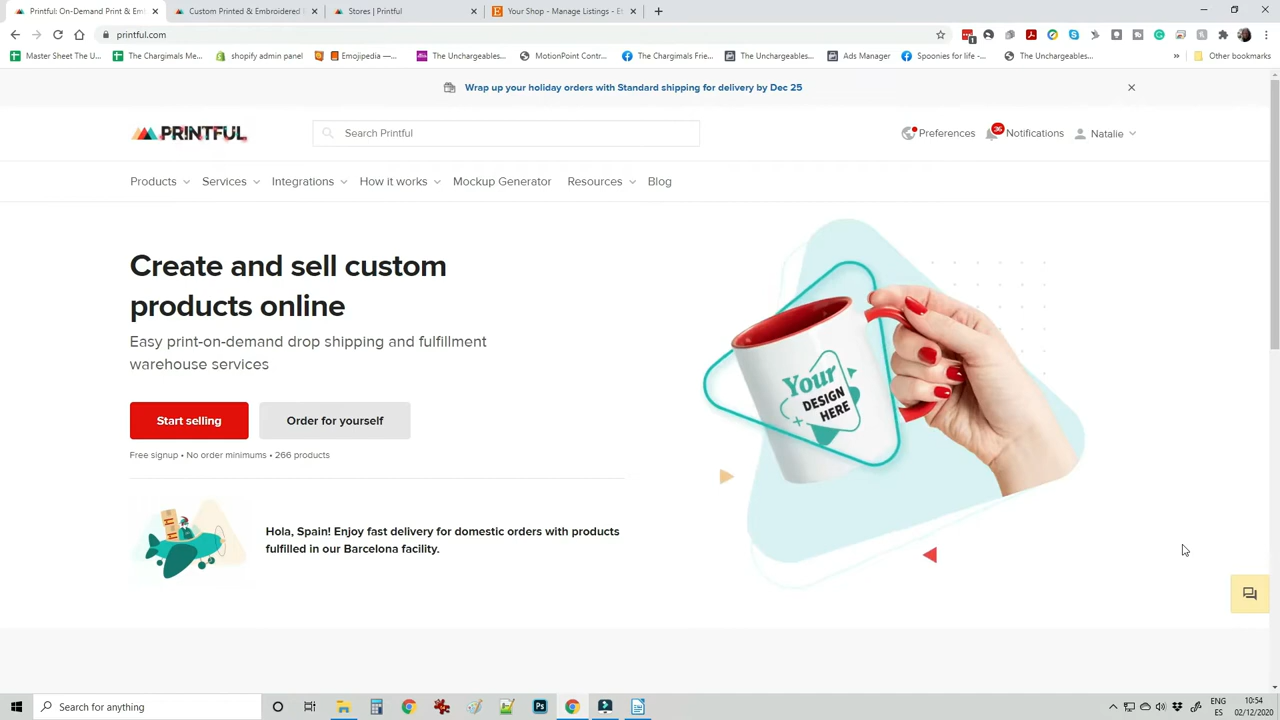 Printful: On-Demand Print & Em
Custom Printed & Embroidered
Stores | Printful
Your Shop - Manage Listings - Et
printful.com
Master Sheet The U...
The Chargimals Me...
shopify admin panel
Emojipedia —...
The Unchargeables...
MotionPoint Contr...
The Chargimals Frie...
The Unchargeables...
Ads Manager
Spoonies for life -...
The Unchargeables...
Other bookmarks
Wrap up your holiday orders with Standard shipping for delivery by Dec 25
PRINTFUL
Search Printful
Preferences
36
Notifications
Natalie
Products
Services
Integrations
How it works
Mockup Generator
Resources
Blog
Create and sell custom
products online
Easy print-on-demand drop shipping and fulfillment
warehouse services
Start selling
Order for yourself
Free signup • No order minimums • 266 products
Your
DESIGN
HERE
Hola, Spain! Enjoy fast delivery for domestic orders with products
fulfilled in our Barcelona facility.
Search for anything
Ps
ENG
ES
10:54
02/12/2020